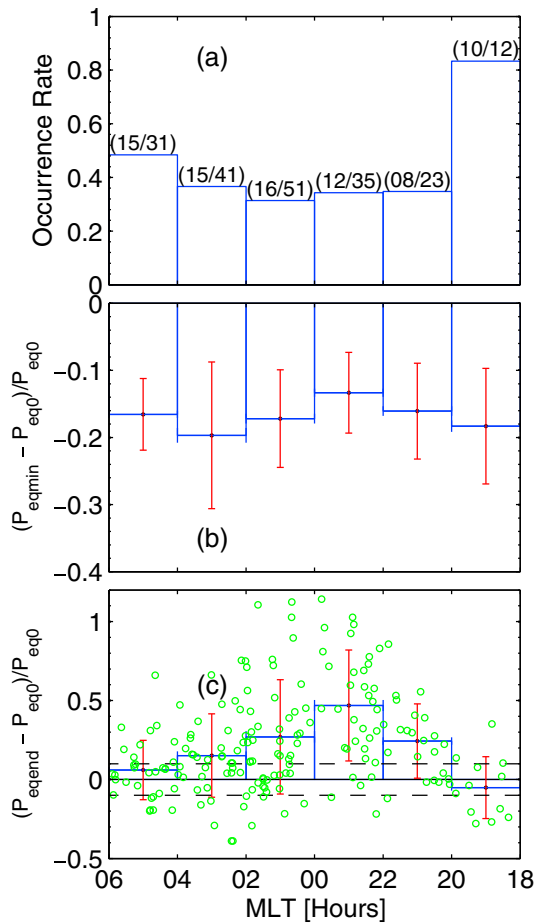 1
(a)
(10/12)
0.8
Occurrence Rate
0.6
(15/31)
(15/41)
(16/51)
(12/35)
(08/23)
0.4
0.2
0
0
(P_eqmin − P_eq0)/P_eq0
−0.1
−0.2
−0.3
(b)
−0.4
1
(c)
(P_eqend − P_eq0)/P_eq0
0.5
0
−0.5
06 04 02 00 22 20 18
MLT [Hours]